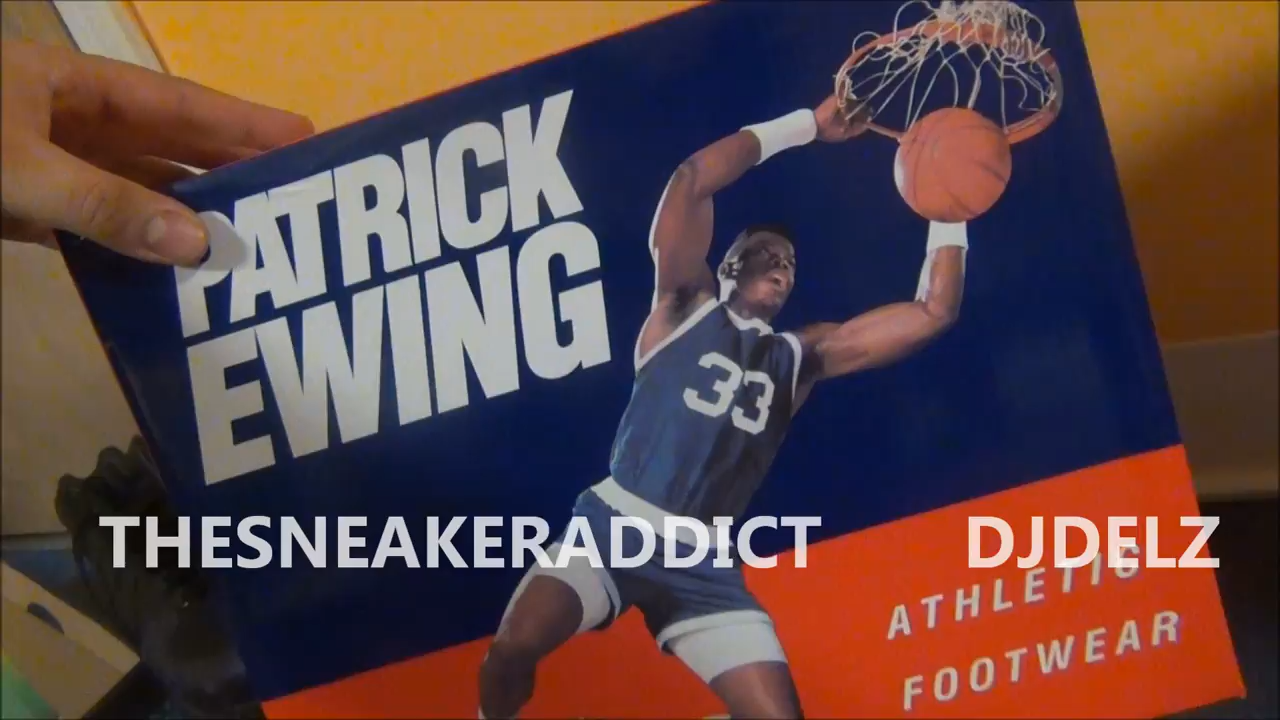 PATRICK
EWING
33
THESNEAKERADDICT DJDELZ
ATHLETIC
FOOTWEAR